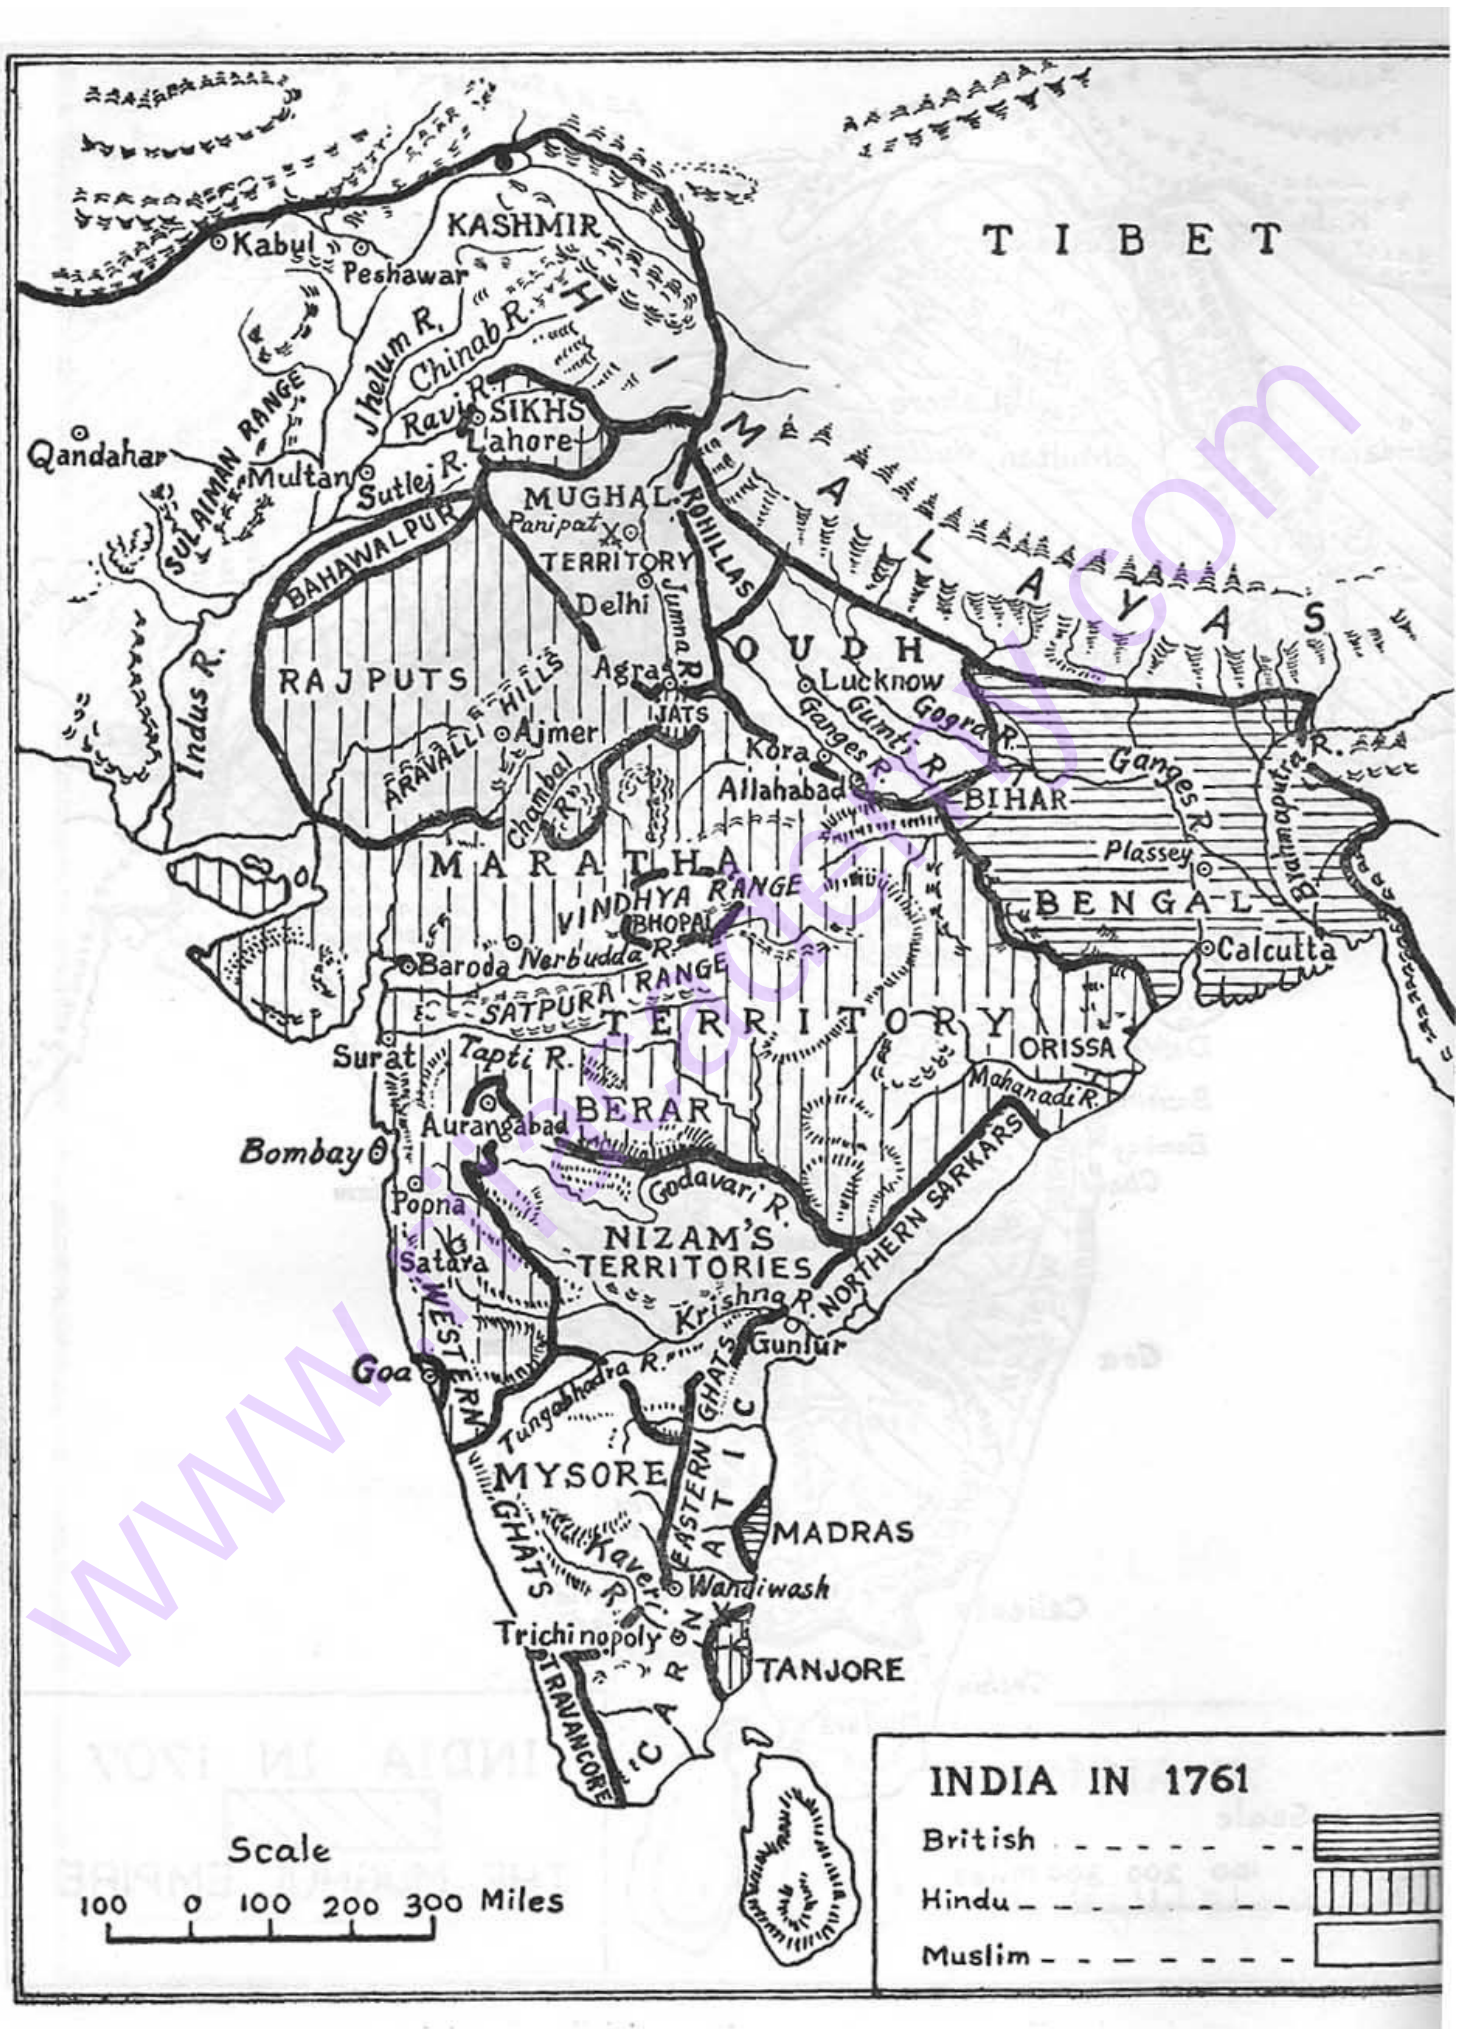 TIBET
KASHMIR
Kabul
Peshawar
Jhelum R.
Chinab R.
Ravi R.
SIKHS
Lahore
Qandahar
SULAIMAN RANGE
Multan
Sutlej R.
HIMALAYAS
MUGHAL
Panipat
TERRITORY
Delhi
ROHILLAS
BAHAWALPUR
Jumna R.
Indus R.
RAJPUTS
OUDH
Agra
Lucknow
ARAVALLI HILLS
JATS
Ajmer
Gumti R.
Gogra R.
Ganges R.
Kora
Allahabad
Chambal R.
BIHAR
Ganges R.
Brahmaputra R.
MARATHA
Plassey
VINDHYA RANGE
BHOPAL
BENGAL
Calcutta
Baroda
Nerbudda R.
SATPURA RANGE
TERRITORY
ORISSA
Surat
Tapti R.
Mahanadi R.
BERAR
Aurangabad
Bombay
Poona
Godavari R.
NORTHERN SARKARS
NIZAM'S
TERRITORIES
Satara
Krishna R.
Guntur
WESTERN GHATS
Goa
Tungabhadra R.
EASTERN GHATS
MYSORE
CARNATIC
MADRAS
Kaveri R.
Wandiwash
Trichinopoly
TANJORE
TRAVANCORE
INDIA IN 1761
British
Hindu
Muslim
Scale
100 0 100 200 300 Miles